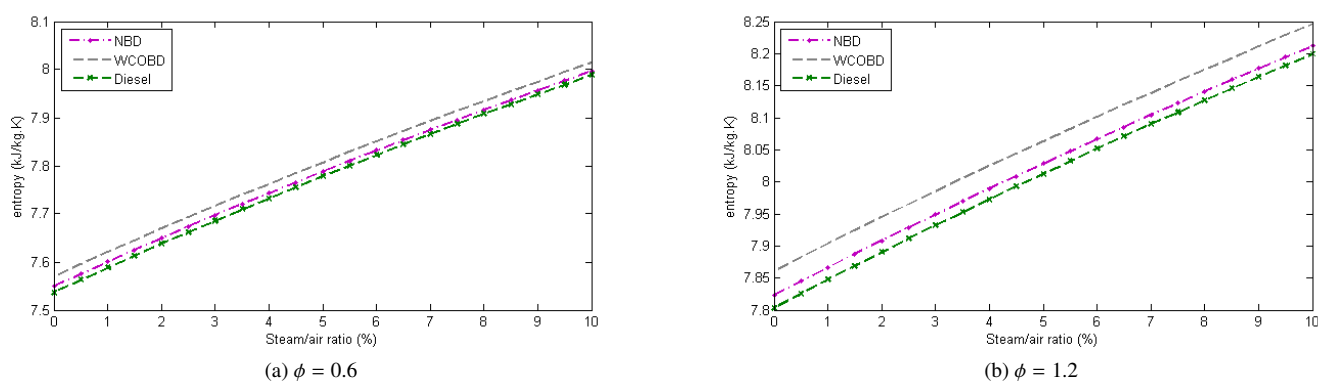 8.1
8
7.9
7.8
7.7
7.6
7.5
entropy (kJ/kg.K)
NBD
WCOBD
Diesel
0 1 2 3 4 5 6 7 8 9 10
Steam/air ratio (%)
(a) ϕ = 0.6
8.25
8.2
8.15
8.1
8.05
8
7.95
7.9
7.85
7.8
entropy (kJ/kg.K)
NBD
WCOBD
Diesel
0 1 2 3 4 5 6 7 8 9 10
Steam/air ratio (%)
(b) ϕ = 1.2